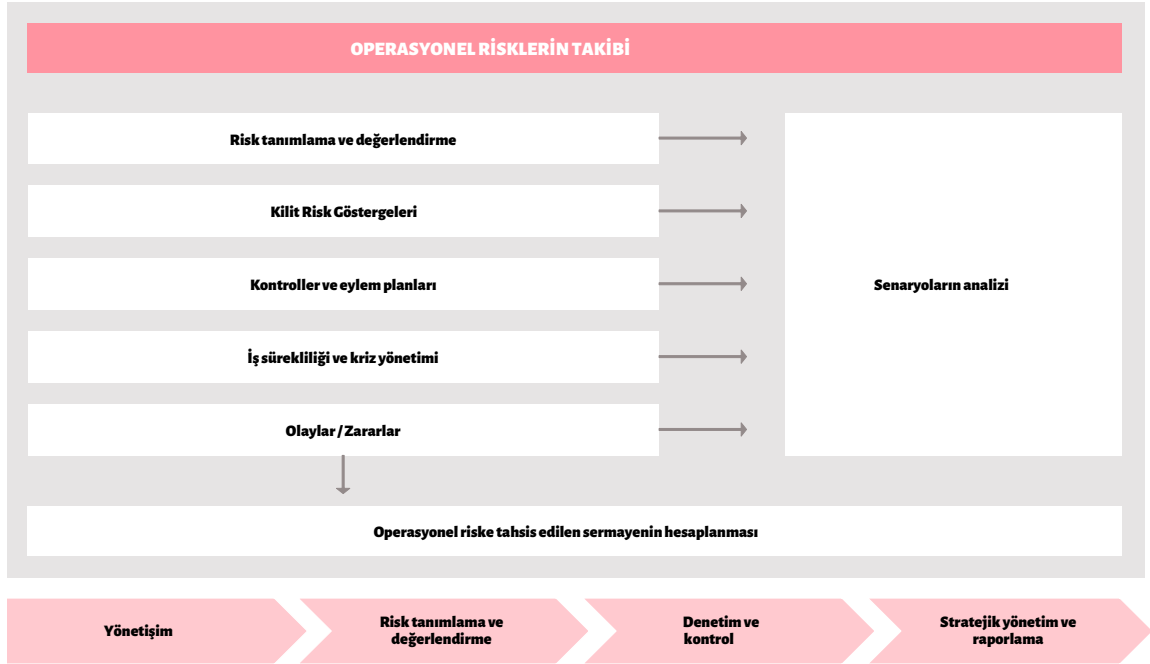 OPERASYONEL RİSKLERİN TAKİBİ
Risk tanımlama ve değerlendirme
Kilit Risk Göstergeleri
Kontroller ve eylem planları
İş sürekliliği ve kriz yönetimi
Olaylar / Zararlar
Senaryoların analizi
Operasyonel riske tahsis edilen sermayenin hesaplanması
Yönetişim
Risk tanımlama ve
değerlendirme
Denetim ve
kontrol
Stratejik yönetim ve
raporlama